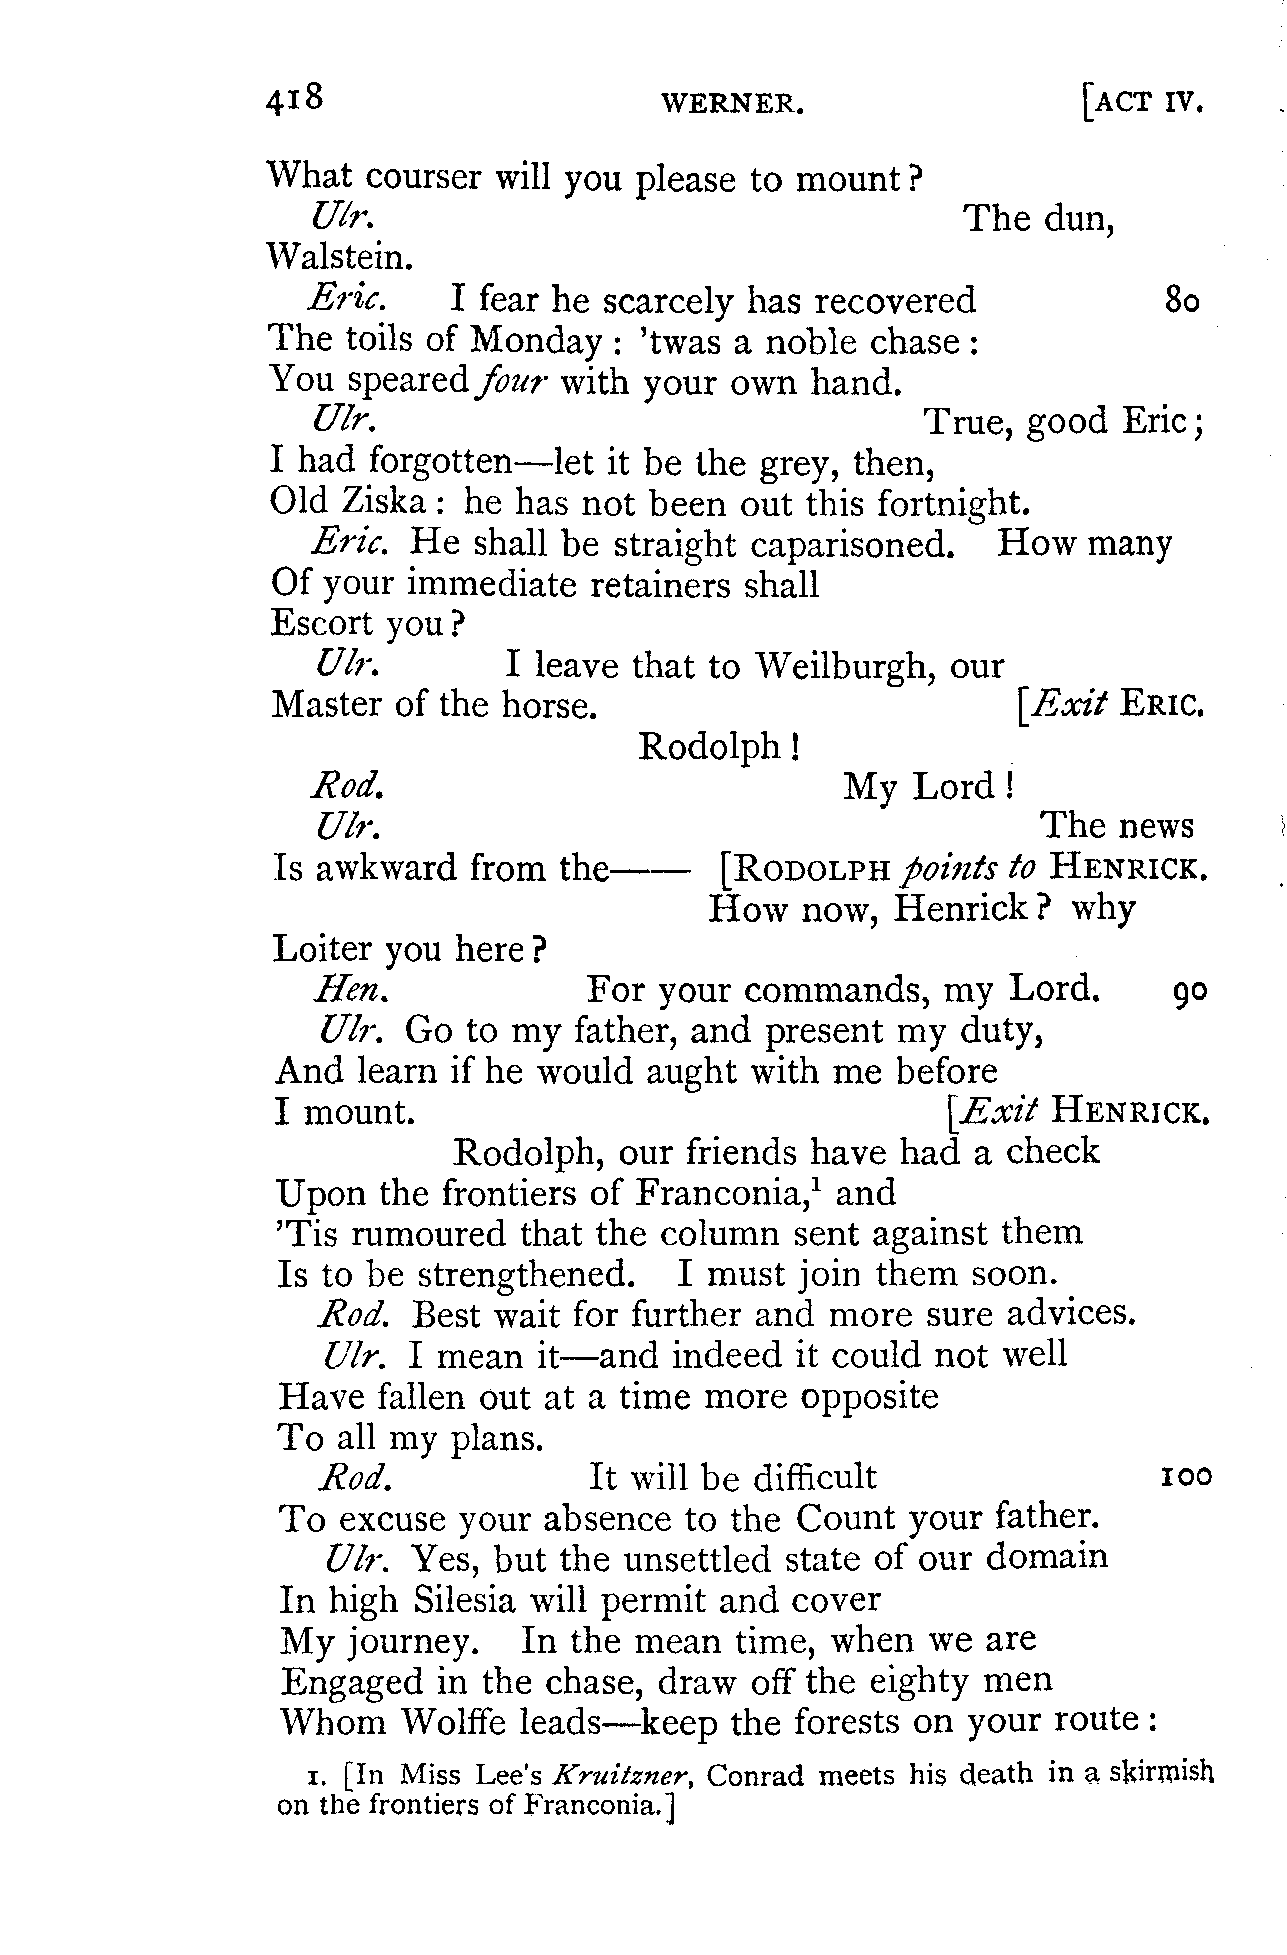 418 WERNER. [ACT IV.
What courser will you please to mount?
Ulr. The dun,
Walstein.
Eric. I fear he scarcely has recovered 80
The toils of Monday: 'twas a noble chase:
You speared four with your own hand.
Ulr. True, good Eric;
I had forgotten—let it be the grey, then,
Old Ziska: he has not been out this fortnight.
Eric. He shall be straight caparisoned. How many
Of your immediate retainers shall
Escort you?
Ulr. I leave that to Weilburgh, our
Master of the horse. [Exit ERIC.
Rodolph!
Rod. My Lord!
Ulr. The news
Is awkward from the—— [RODOLPH points to HENRICK.
How now, Henrick? why
Loiter you here?
Hen. For your commands, my Lord. 90
Ulr. Go to my father, and present my duty,
And learn if he would aught with me before
I mount. [Exit HENRICK.
Rodolph, our friends have had a check
Upon the frontiers of Franconia,¹ and
'Tis rumoured that the column sent against them
Is to be strengthened. I must join them soon.
Rod. Best wait for further and more sure advices.
Ulr. I mean it—and indeed it could not well
Have fallen out at a time more opposite
To all my plans.
Rod. It will be difficult 100
To excuse your absence to the Count your father.
Ulr. Yes, but the unsettled state of our domain
In high Silesia will permit and cover
My journey. In the mean time, when we are
Engaged in the chase, draw off the eighty men
Whom Wolffe leads—keep the forests on your route:
1. [In Miss Lee's Kruitzner, Conrad meets his death in a skirmish
on the frontiers of Franconia.]